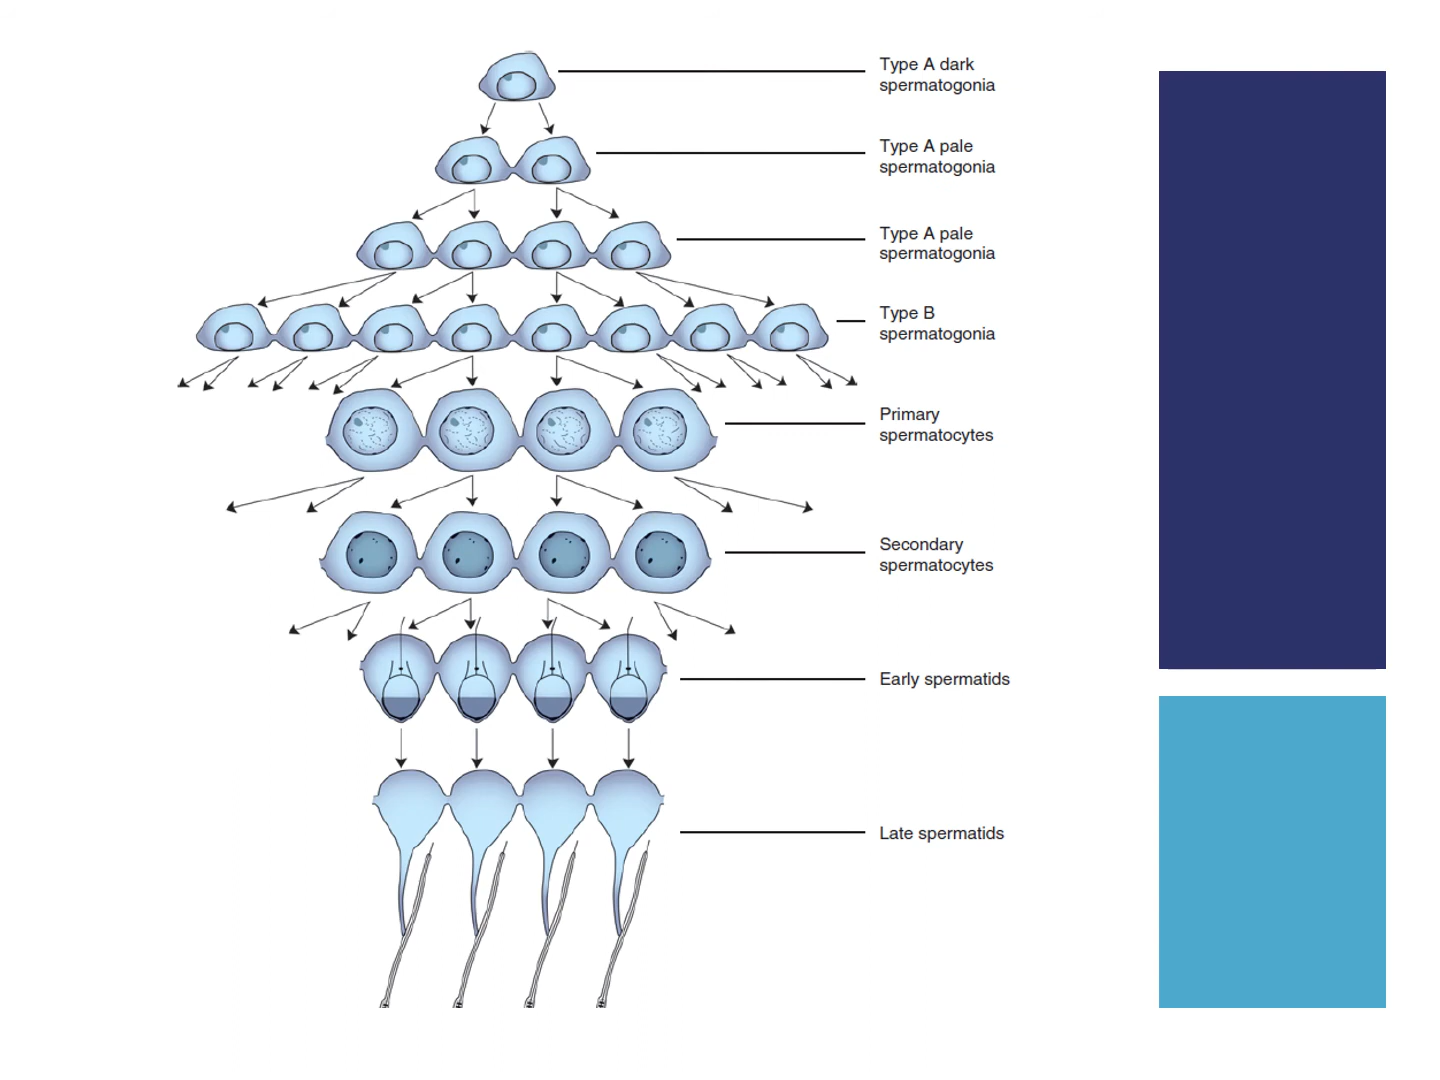 Type A dark
spermatogonia
Type A pale
spermatogonia
Type A pale
spermatogonia
Type B
spermatogonia
Primary
spermatocytes
Secondary
spermatocytes
Early spermatids
Late spermatids